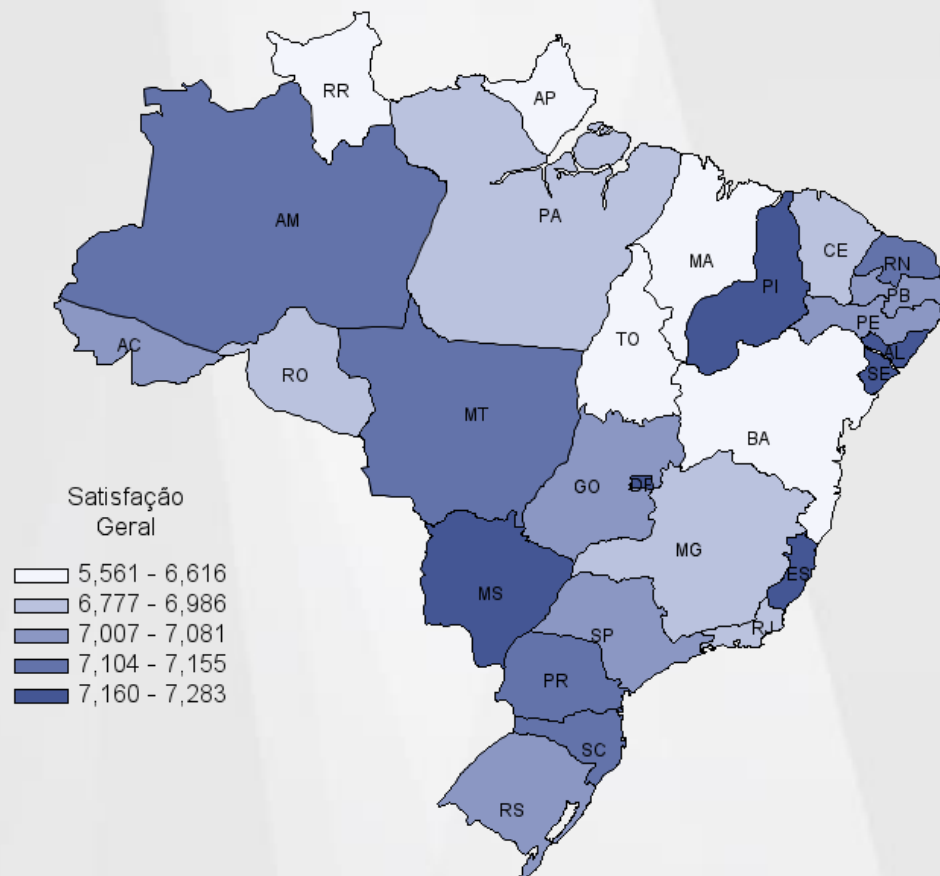 RR
AP
AM
PA
MA
CE
RN
PI
PB
PE
AL
SE
AC
TO
RO
MT
BA
GO
DF
MG
ES
MS
RJ
SP
PR
SC
RS
Satisfação
Geral
5,561 - 6,616
6,777 - 6,986
7,007 - 7,081
7,104 - 7,155
7,160 - 7,283